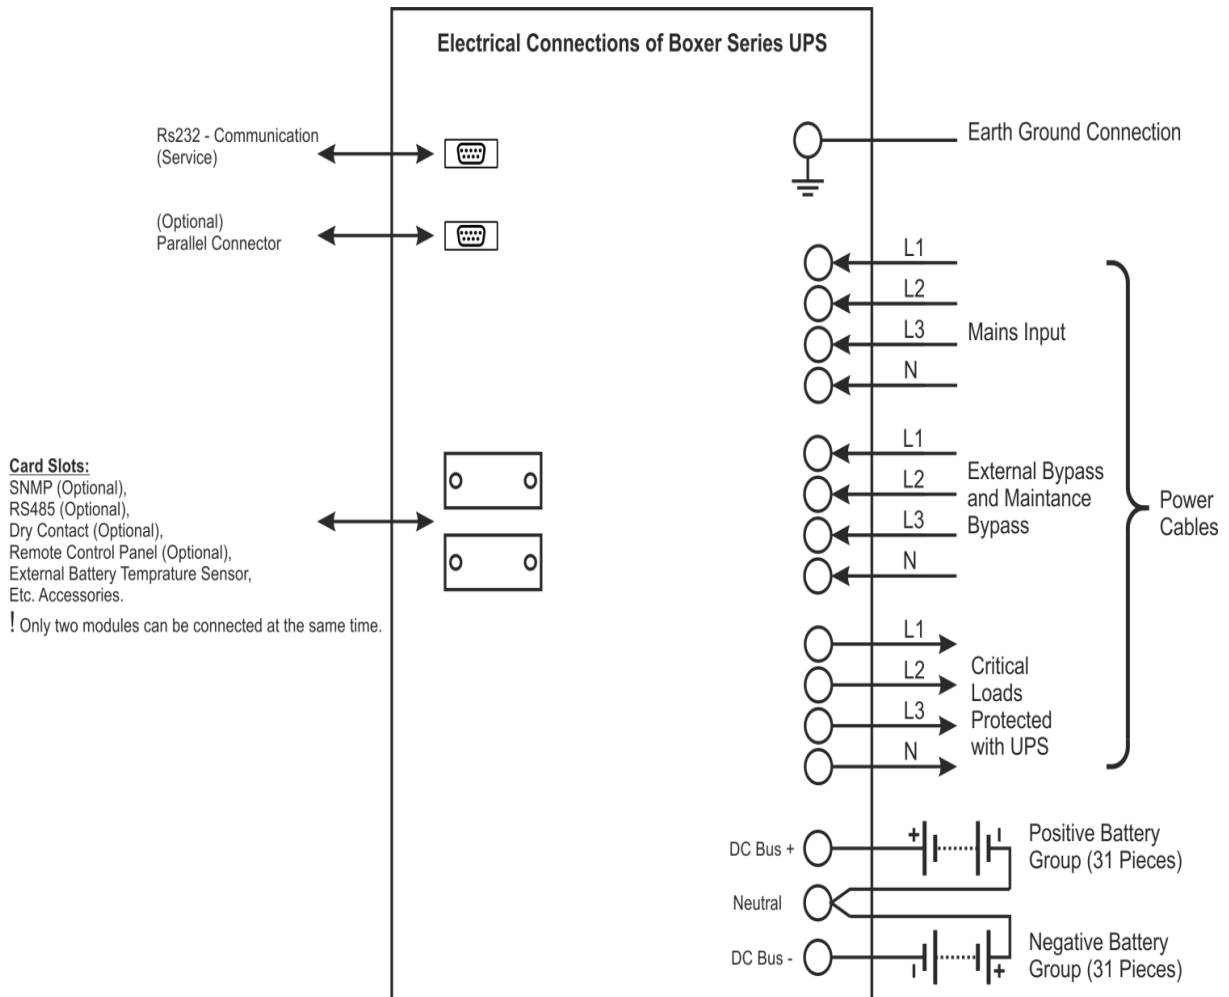 Electrical Connections of Boxer Series UPS
Rs232 - Communication
(Service)
(Optional)
Parallel Connector
Card Slots:
SNMP (Optional),
RS485 (Optional),
Dry Contact (Optional),
Remote Control Panel (Optional),
External Battery Temprature Sensor,
Etc. Accessories.
! Only two modules can be connected at the same time.
Earth Ground Connection
L1
L2
L3
N
Mains Input
L1
L2
L3
N
External Bypass
and Maintance
Bypass
L1
L2
L3
N
Critical
Loads
Protected
with UPS
Power
Cables
DC Bus +
+
-
Positive Battery
Group (31 Pieces)
Neutral
DC Bus -
-
+
Negative Battery
Group (31 Pieces)